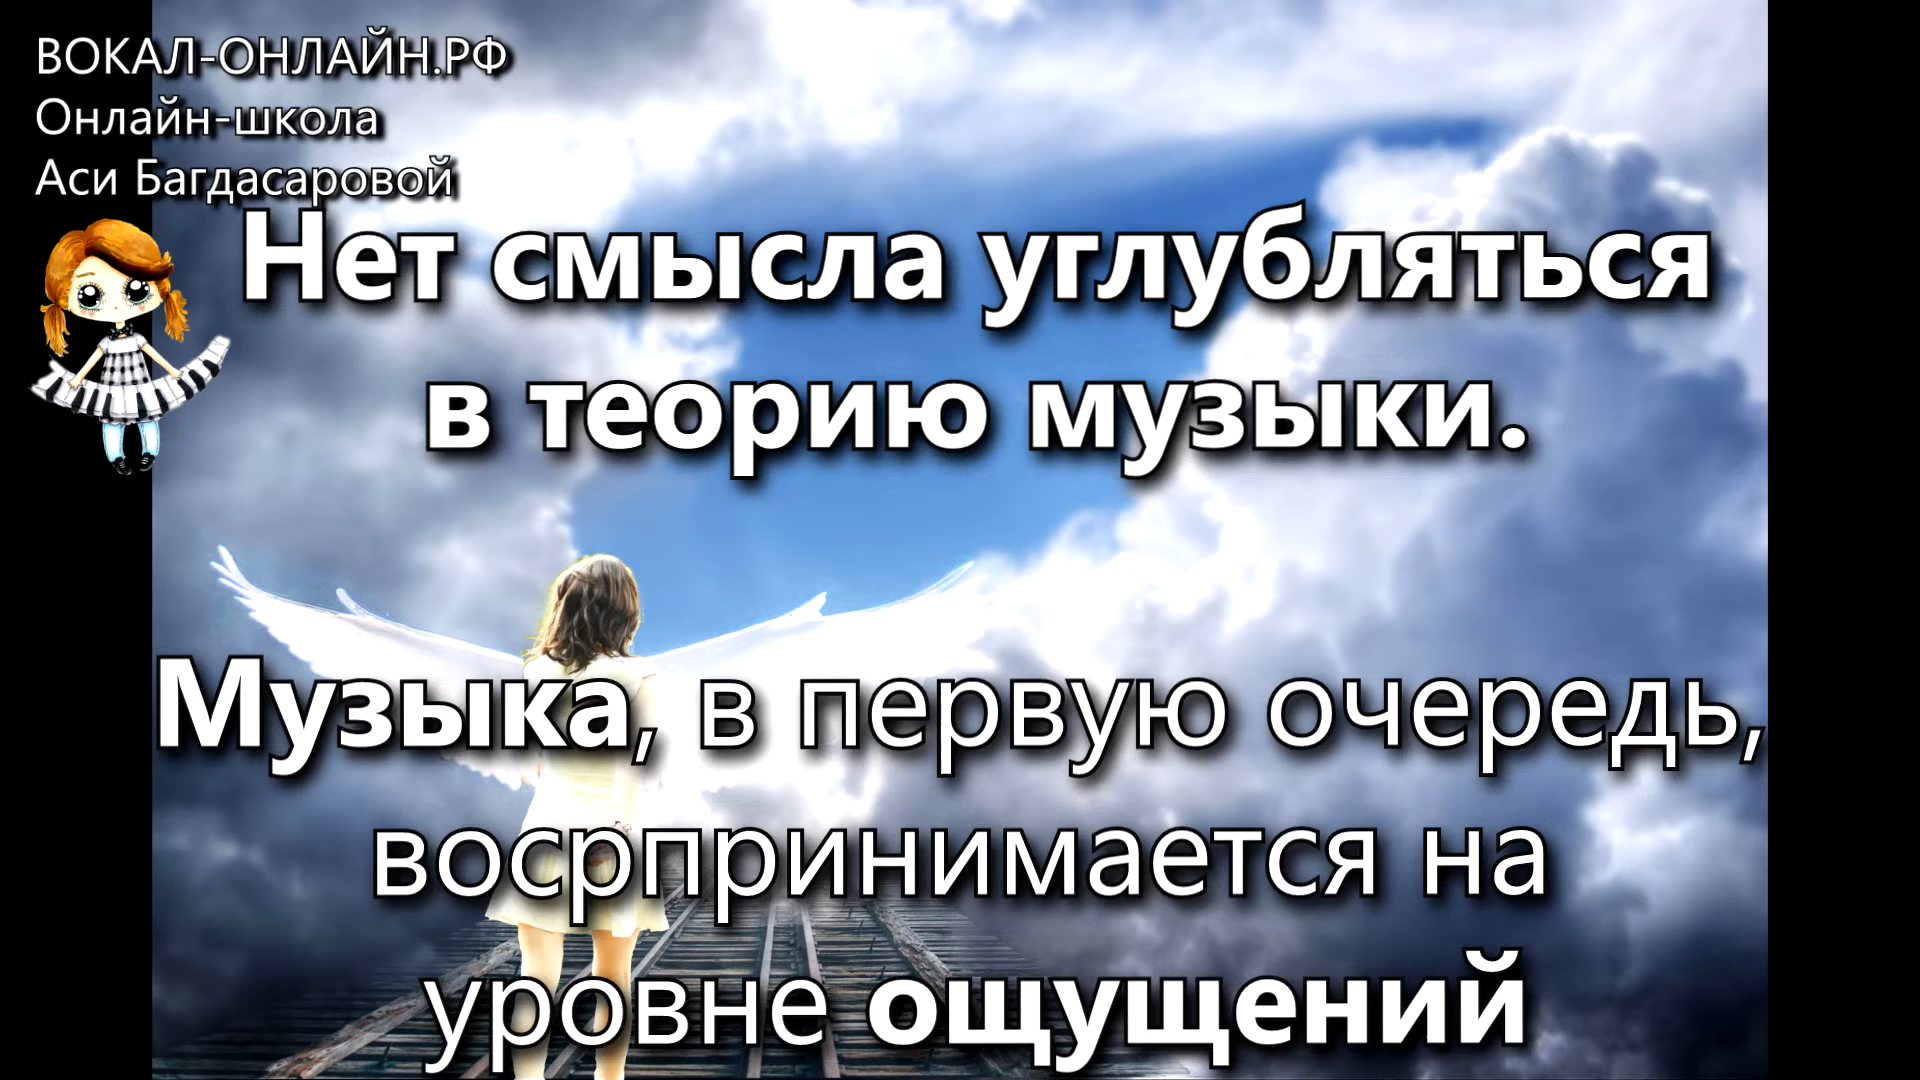 ВОКАЛ-ОНЛАЙН.РФ
Онлайн-школа
Аси Багдасаровой
Нет смысла углубляться
в теорию музыки.
Музыка, в первую очередь,
восрпринимается на
уровне ощущений